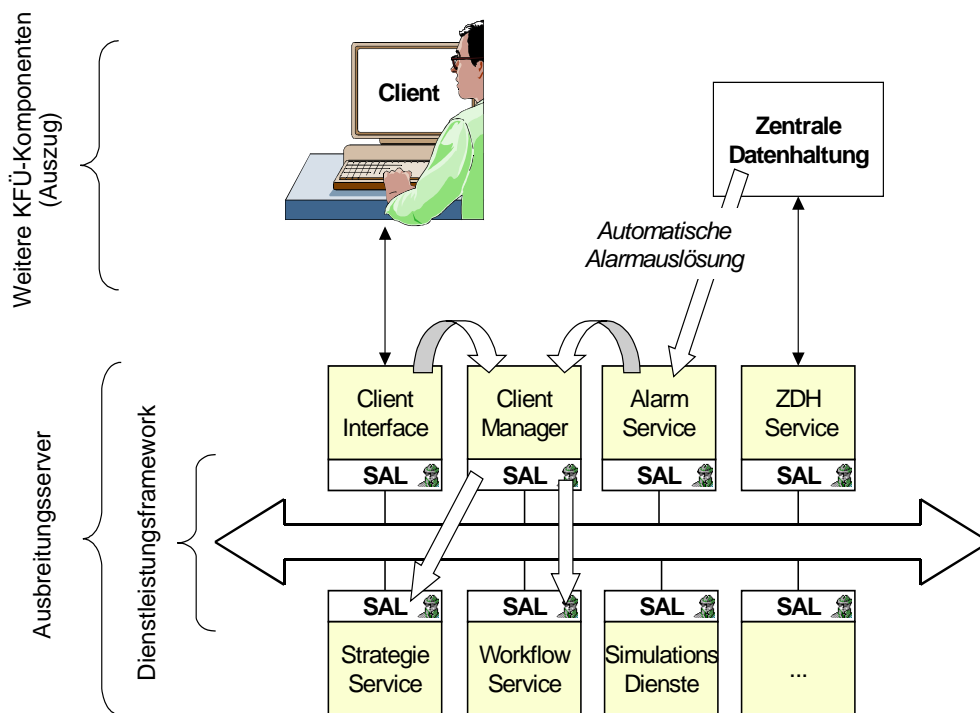 Weitere KFÜ-Komponenten
(Auszug)
Client
Zentrale
Datenhaltung
Automatische
Alarmauslösung
Ausbreitungsserver
Dienstleistungsframework
Client
Interface
SAL
Client
Manager
SAL
Alarm
Service
SAL
ZDH
Service
SAL
SAL
Strategie
Service
SAL
Workflow
Service
SAL
Simulations
Dienste
SAL
...